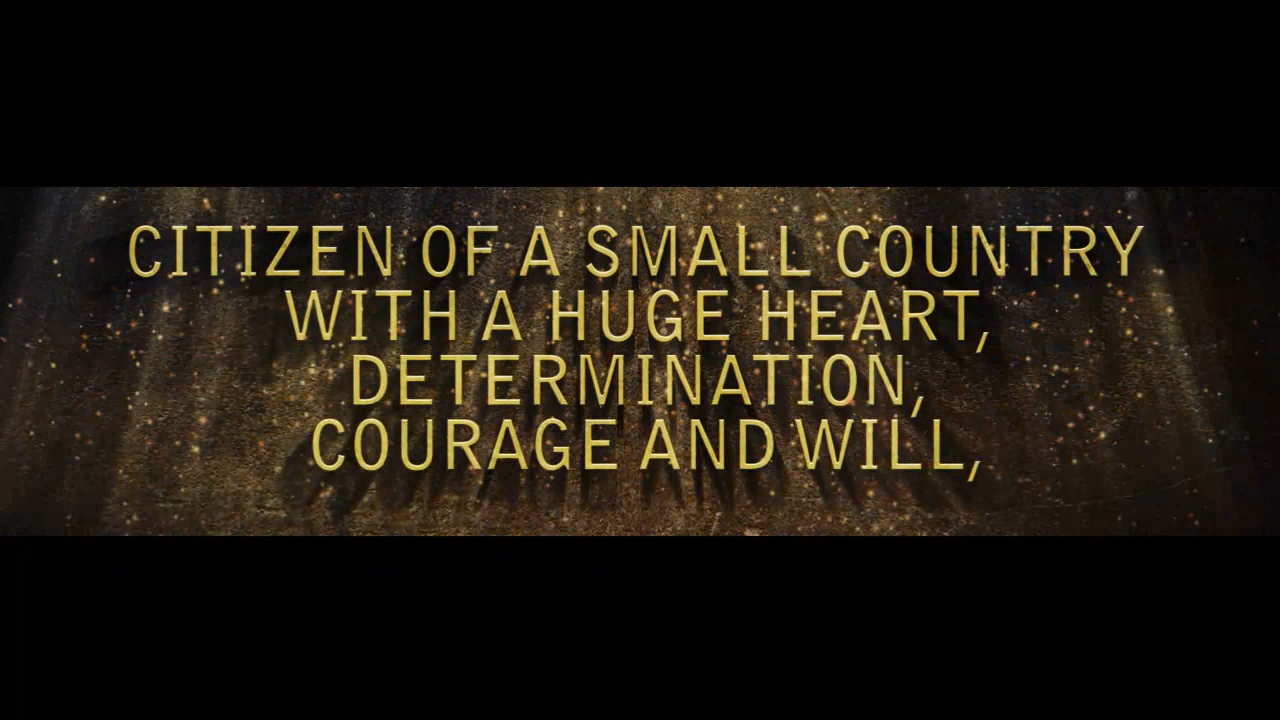 CITIZEN OF A SMALL COUNTRY
WITH A HUGE HEART,
DETERMINATION,
COURAGE AND WILL,